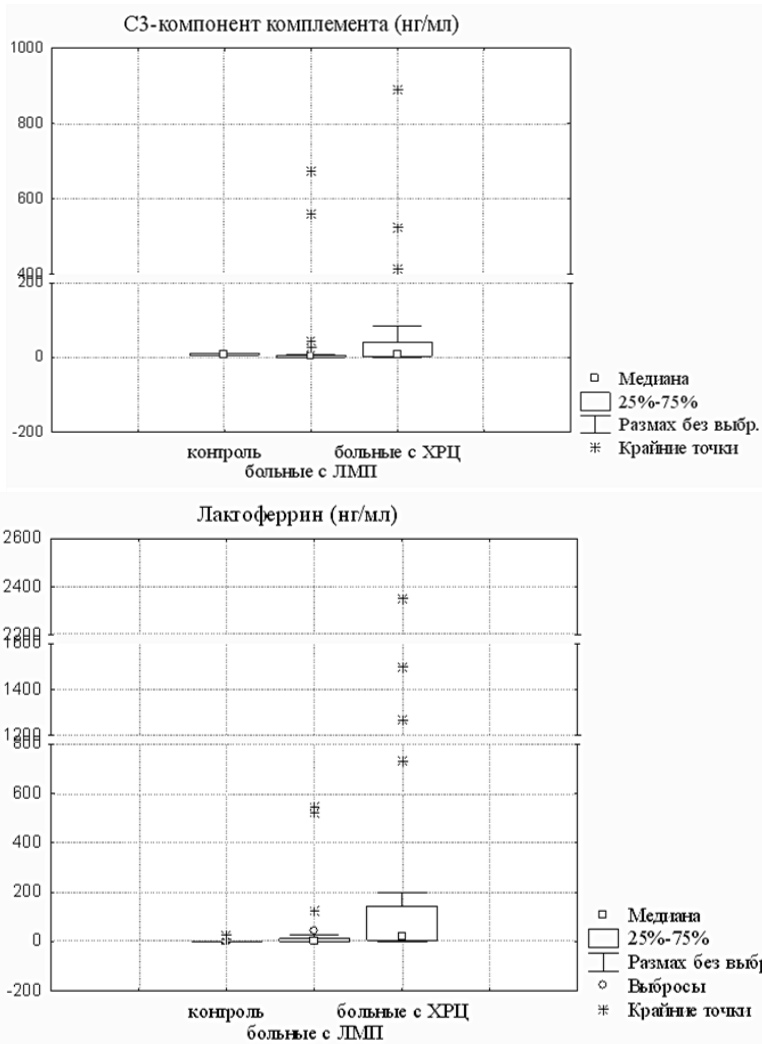 С3-компонент комплемента (нг/мл)
1000
800
600
400
200
0
-200
контроль
больные с ЛМП
больные с ХРЦ
Медиана
25%-75%
Размах без выбр.
Крайние точки
Лактоферрин (нг/мл)
2600
2400
2200
1600
1400
1200
800
600
400
200
0
-200
контроль
больные с ЛМП
больные с ХРЦ
Медиана
25%-75%
Размах без выбр
Выбросы
Крайние точки